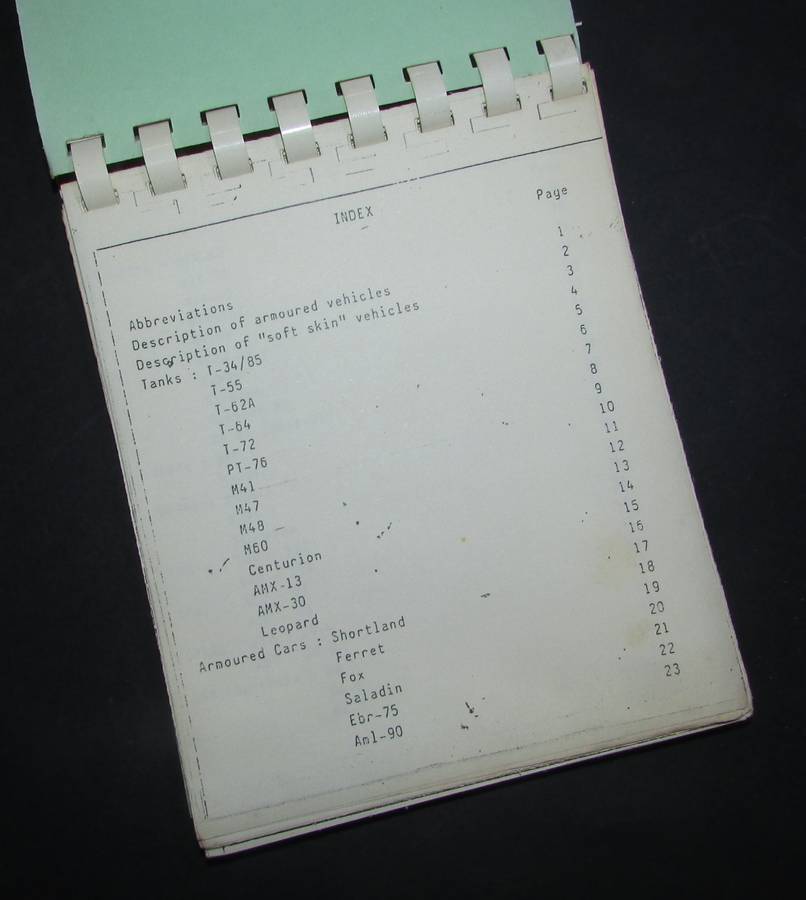 INDEX Page
Abbreviations 1
Description of armoured vehicles 2
Description of "soft skin" vehicles 3
Tanks : T-34/85 4
T-55 5
T-62A 6
T-64 7
T-72 8
PT-76 9
M41 10
M47 11
M48 12
M60 13
Centurion 14
AMX-13 15
AMX-30 16
Leopard 17
Armoured Cars : Shortland 18
Ferret 19
Fox 20
Saladin 21
Ebr-75 22
Aml-90 23